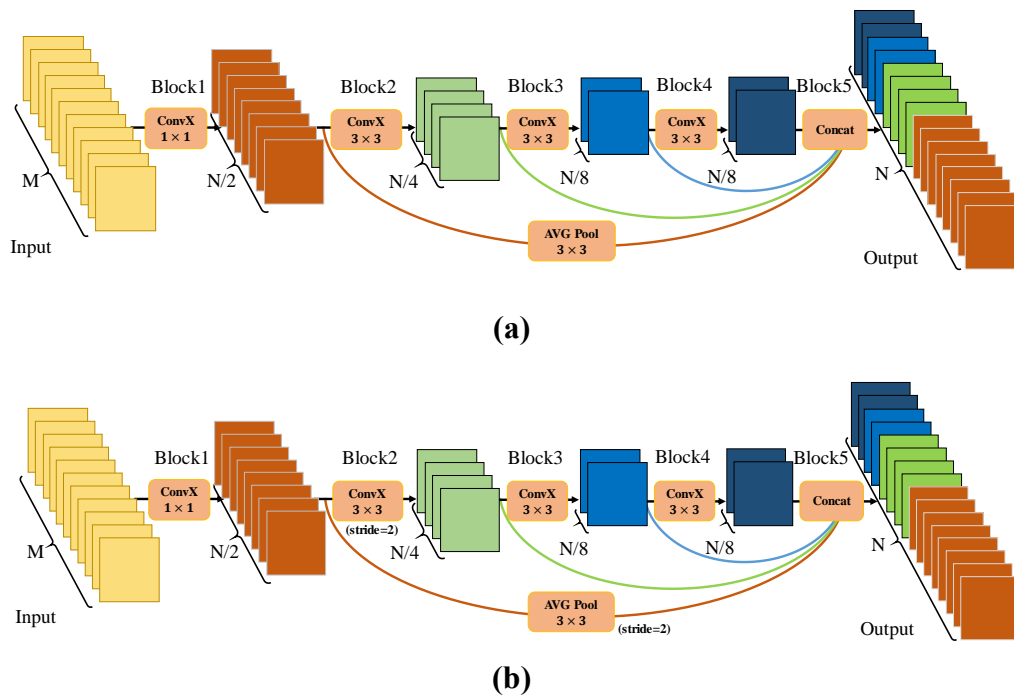 Block1
Block2
Block3
Block4
Block5
ConvX
1 × 1
ConvX
3 × 3
ConvX
3 × 3
ConvX
3 × 3
Concat
M
N/2
N/4
N/8
N/8
N
AVG Pool
3 × 3
Input
Output
(a)
Block1
Block2
Block3
Block4
Block5
ConvX
1 × 1
ConvX
3 × 3
(stride=2)
ConvX
3 × 3
ConvX
3 × 3
Concat
M
N/2
N/4
N/8
N/8
N
AVG Pool
3 × 3
(stride=2)
Input
Output
(b)